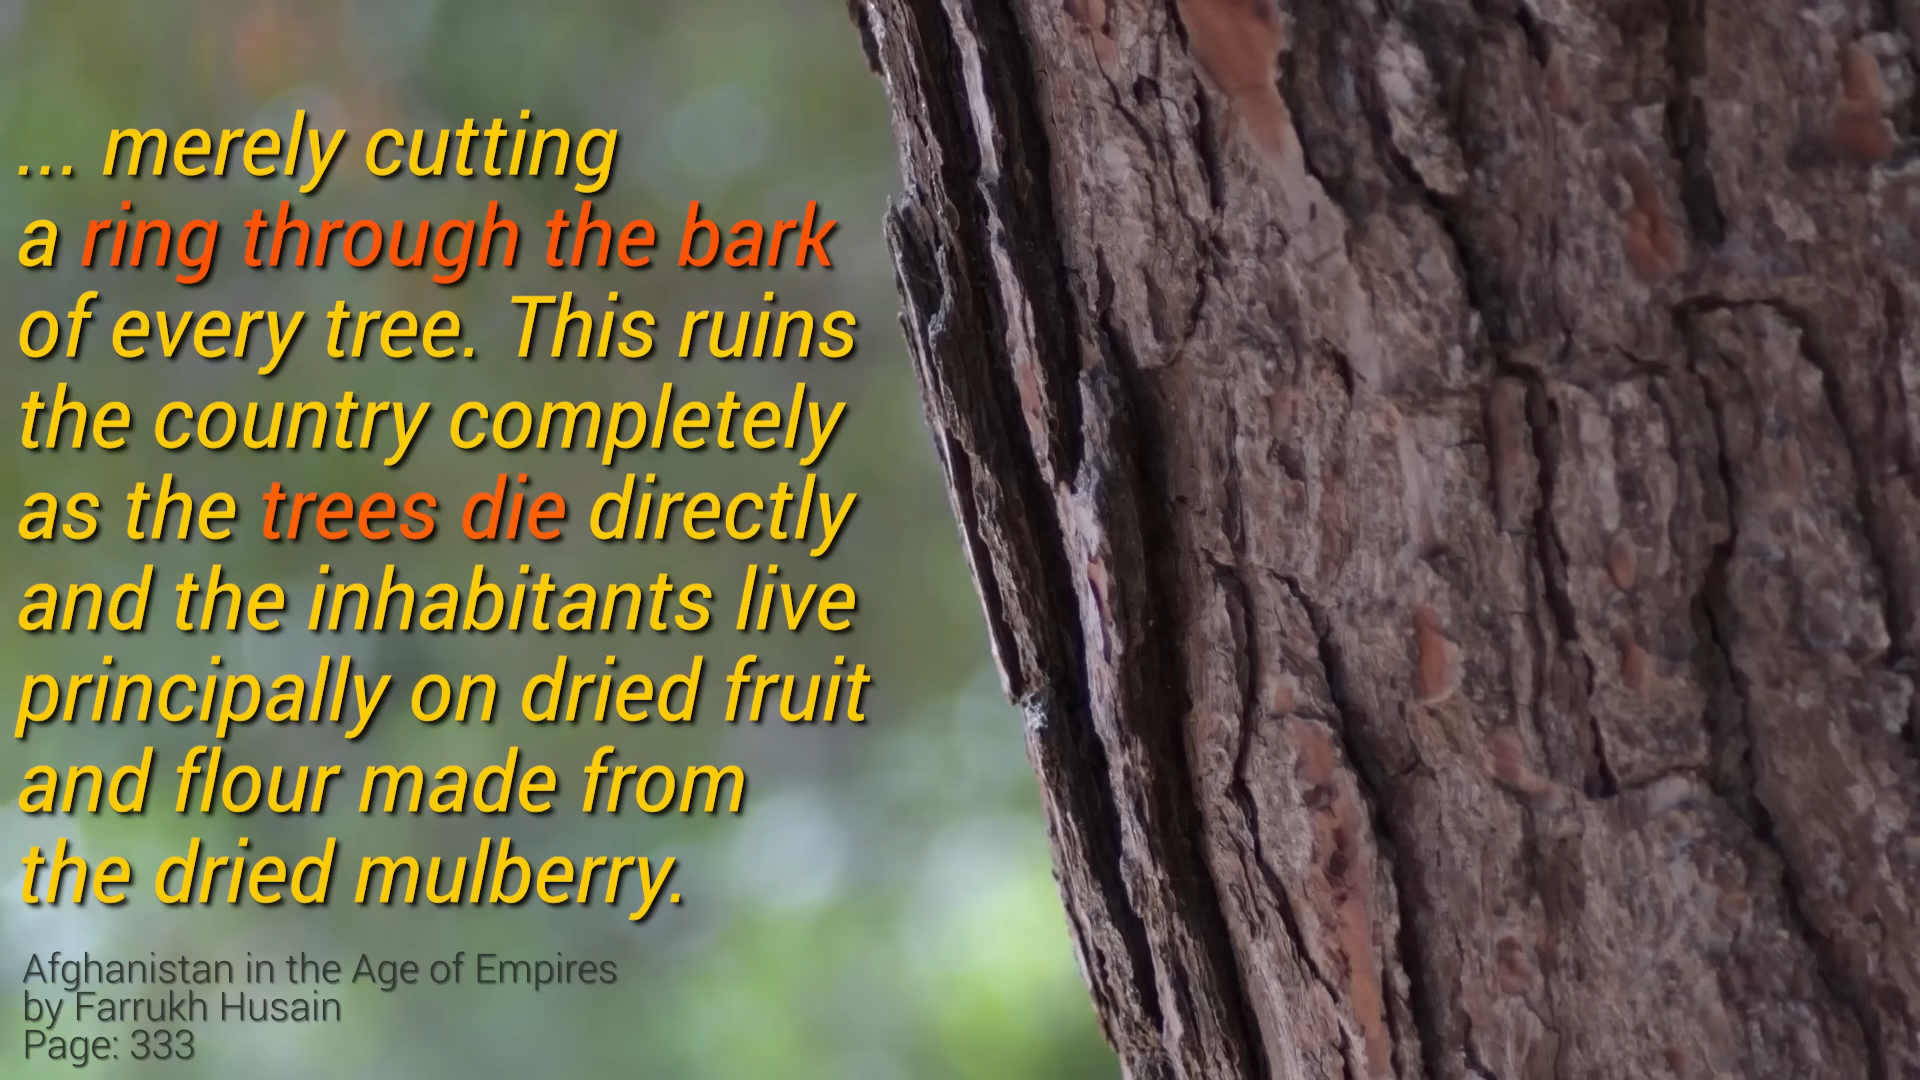 ... merely cutting
a ring through the bark
of every tree. This ruins
the country completely
as the trees die directly
and the inhabitants live
principally on dried fruit
and flour made from
the dried mulberry.
Afghanistan in the Age of Empires
by Farrukh Husain
Page: 333